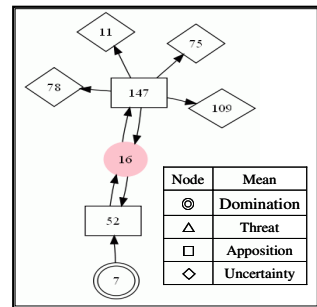 11
75
78
147
109
16
52
7
Node Mean
Domination
Threat
Apposition
Uncertainty